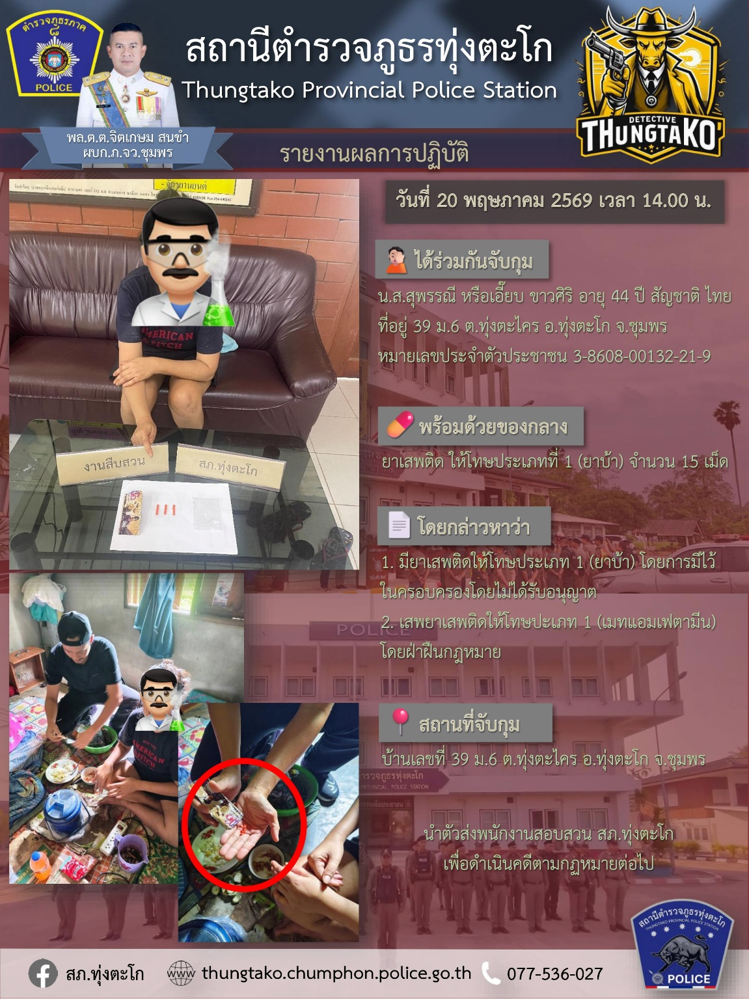 ตำรวจภูธรภาค
๘
POLICE
สถานีตำรวจภูธรทุ่งตะโก
Thungtako Provincial Police Station
DETECTIVE
THUNGTAKO
พล.ต.ต.จิตเกษม สนขำ
ผบก.ภ.จว.ชุมพร
รายงานผลการปฏิบัติ
วันที่ 20 พฤษภาคม 2569 เวลา 14.00 น.
ได้ร่วมกันจับกุม
น.ส.สุพรรณี หรือเอี๊ยบ ขาวศิริ อายุ 44 ปี สัญชาติ ไทย
ที่อยู่ 39 ม.6 ต.ทุ่งตะไคร อ.ทุ่งตะโก จ.ชุมพร
หมายเลขประจำตัวประชาชน 3-8608-00132-21-9
พร้อมด้วยของกลาง
ยาเสพติด ให้โทษประเภทที่ 1 (ยาบ้า) จำนวน 15 เม็ด
โดยกล่าวหาว่า
1. มียาเสพติดให้โทษประเภท 1 (ยาบ้า) โดยการมีไว้
ในครอบครองโดยไม่ได้รับอนุญาต
2. เสพยาเสพติดให้โทษปะเภท 1 (เมทแอมเฟตามีน)
โดยฝ่าฝืนกฎหมาย
สถานที่จับกุม
บ้านเลขที่ 39 ม.6 ต.ทุ่งตะไคร อ.ทุ่งตะโก จ.ชุมพร
นำตัวส่งพนักงานสอบสวน สภ.ทุ่งตะโก
เพื่อดำเนินคดีตามกฎหมายต่อไป
- จักรยานยนต์
AMERICAN
FITCH
งานสืบสวน
สภ.ทุ่งตะโก
AMERICAN
FITCH
POLICE
PROVINCIAL POLICE STATION
สภ.ทุ่งตะโก
www
thungtako.chumphon.police.go.th
077-536-027
สถานีตำรวจภูธรทุ่งตะโก
THUNGTAKO PROVINCIAL POLICE STATION
POLICE